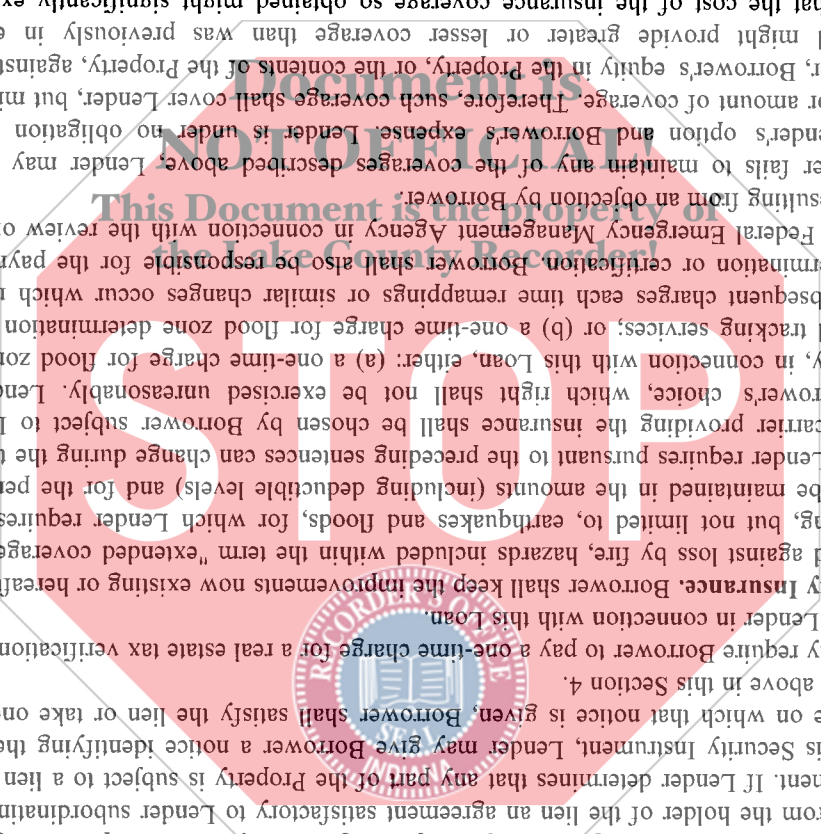 from the holder of the lien an agreement satisfactory to Lender subordinatin
ment. If Lender determines that any part of the Property is subject to a lien
is Security Instrument, Lender may give Borrower a notice identifying the
e on which that notice is given, Borrower shall satisfy the lien or take one
above in this Section 4.
y require Borrower to pay a one-time charge for a real estate tax verification
Lender in connection with this Loan.
y Insurance. Borrower shall keep the improvements now existing or hereaf
d against loss by fire, hazards included within the term "extended coverage
ng, but not limited to, earthquakes and floods, for which Lender requires
be maintained in the amounts (including deductible levels) and for the per
Lender requires pursuant to the preceding sentences can change during the t
carrier providing the insurance shall be chosen by Borrower subject to L
rower's choice, which right shall not be exercised unreasonably. Lend
y, in connection with this Loan, either: (a) a one-time charge for flood zon
d tracking services; or (b) a one-time charge for flood zone determination
bsequent charges each time remappings or similar changes occur which r
rmination or certification. Borrower shall also be responsible for the pay
Federal Emergency Management Agency in connection with the review o
esulting from an objection by Borrower.
er fails to maintain any of the coverages described above, Lender may
ender's option and Borrower's expense. Lender is under no obligation
or amount of coverage. Therefore, such coverage shall cover Lender, but mi
r, Borrower's equity in the Property, or the contents of the Property, against
d might provide greater or lesser coverage than was previously in e
hat the cost of the insurance coverage so obtained might significantly ex
Document is
NOT OFFICIAL!
This Document is the property of
the Lake County Recorder!
STOP
RECORDER'S OFFICE
SEAL
INDIANA